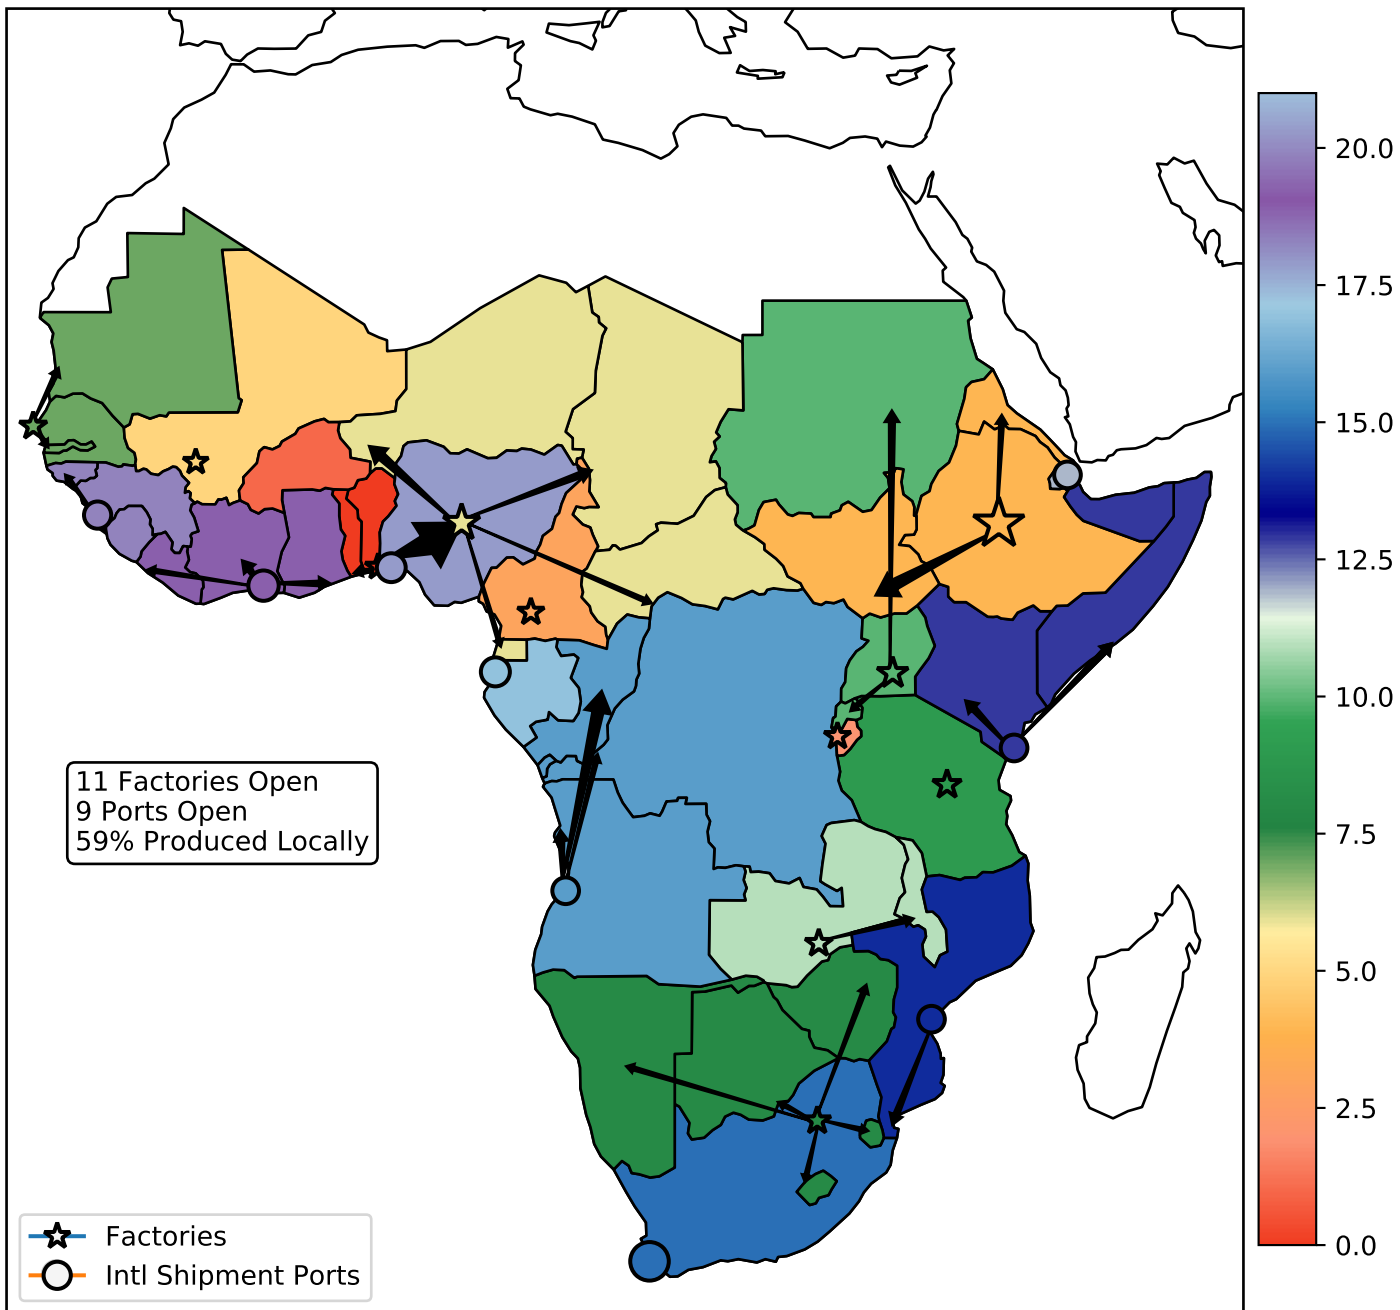 20.0
17.5
15.0
12.5
10.0
7.5
5.0
2.5
0.0
11 Factories Open
9 Ports Open
59% Produced Locally
Factories
Intl Shipment Ports